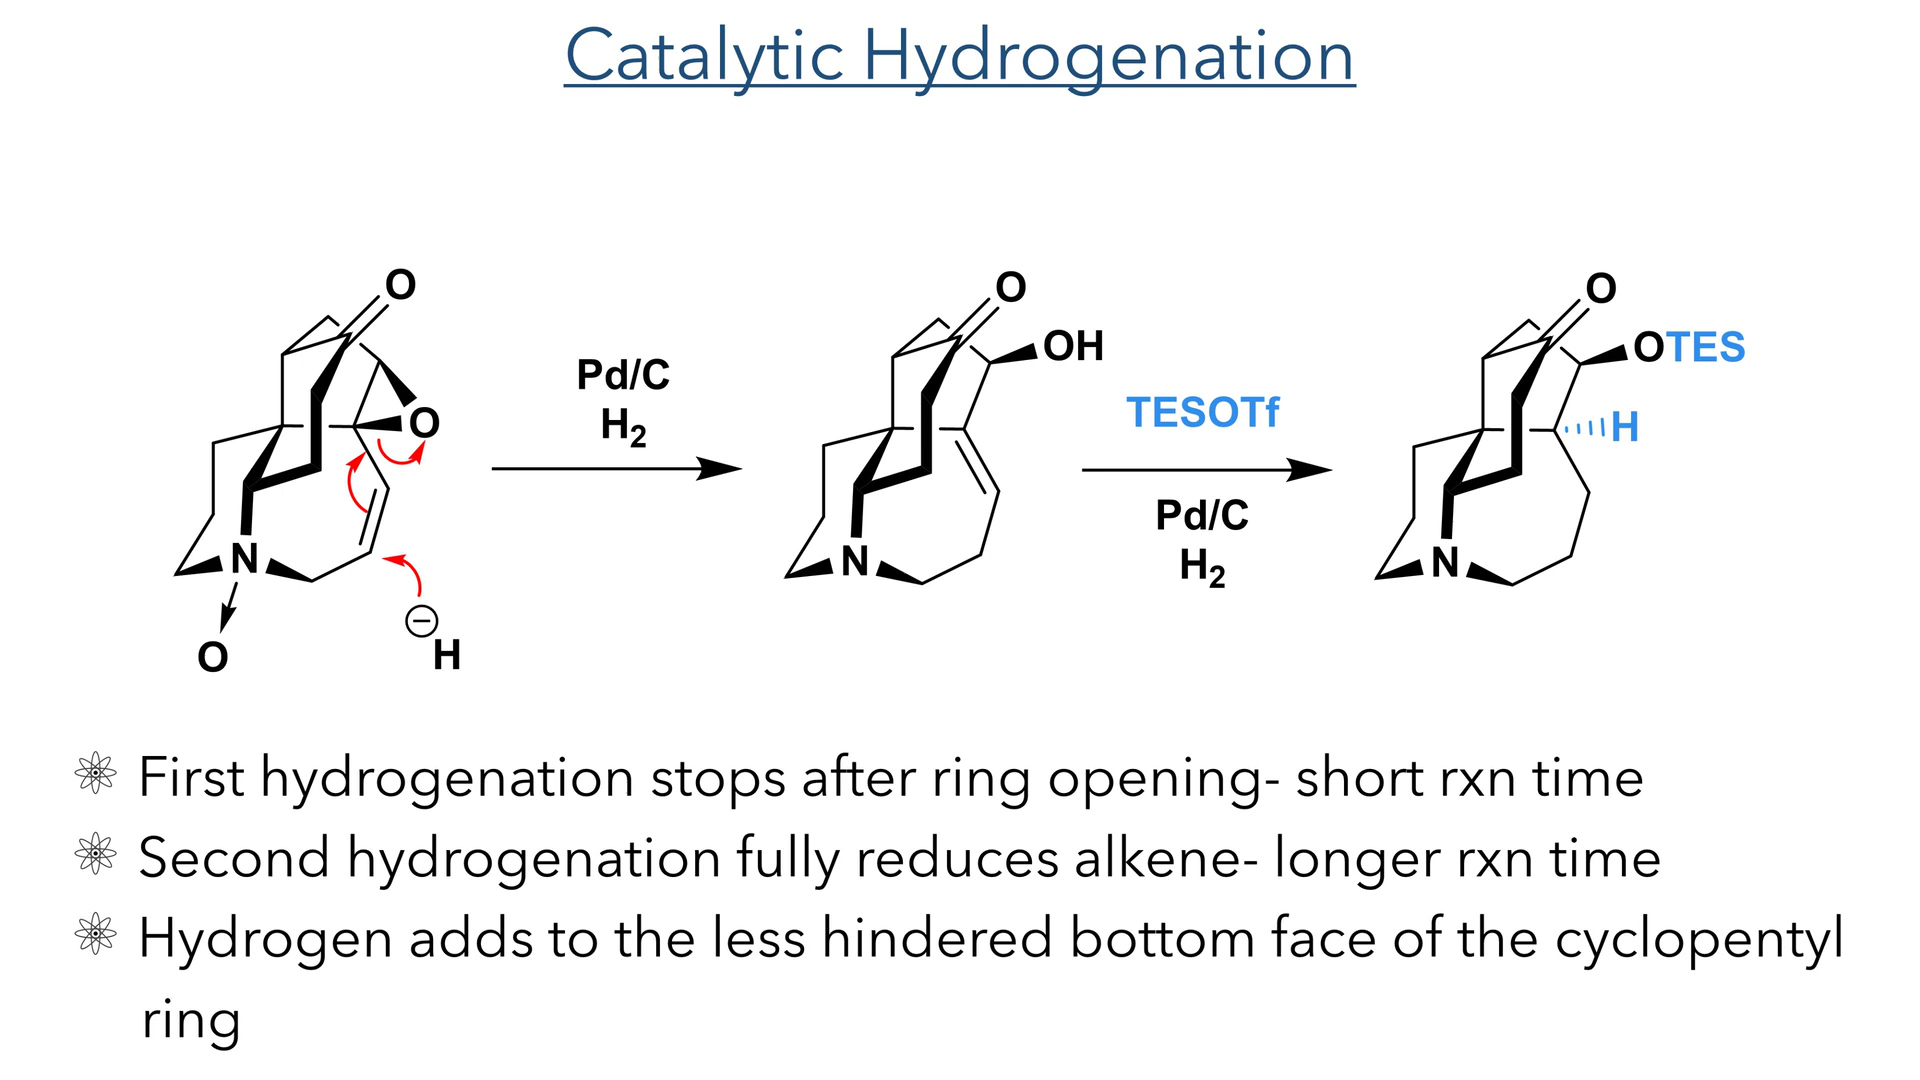 Catalytic Hydrogenation
O
O
N
O
⊖
H
Pd/C
H₂
O
OH
N
TESOTf
Pd/C
H₂
O
OTES
H
N
First hydrogenation stops after ring opening- short rxn time
Second hydrogenation fully reduces alkene- longer rxn time
Hydrogen adds to the less hindered bottom face of the cyclopentyl
ring